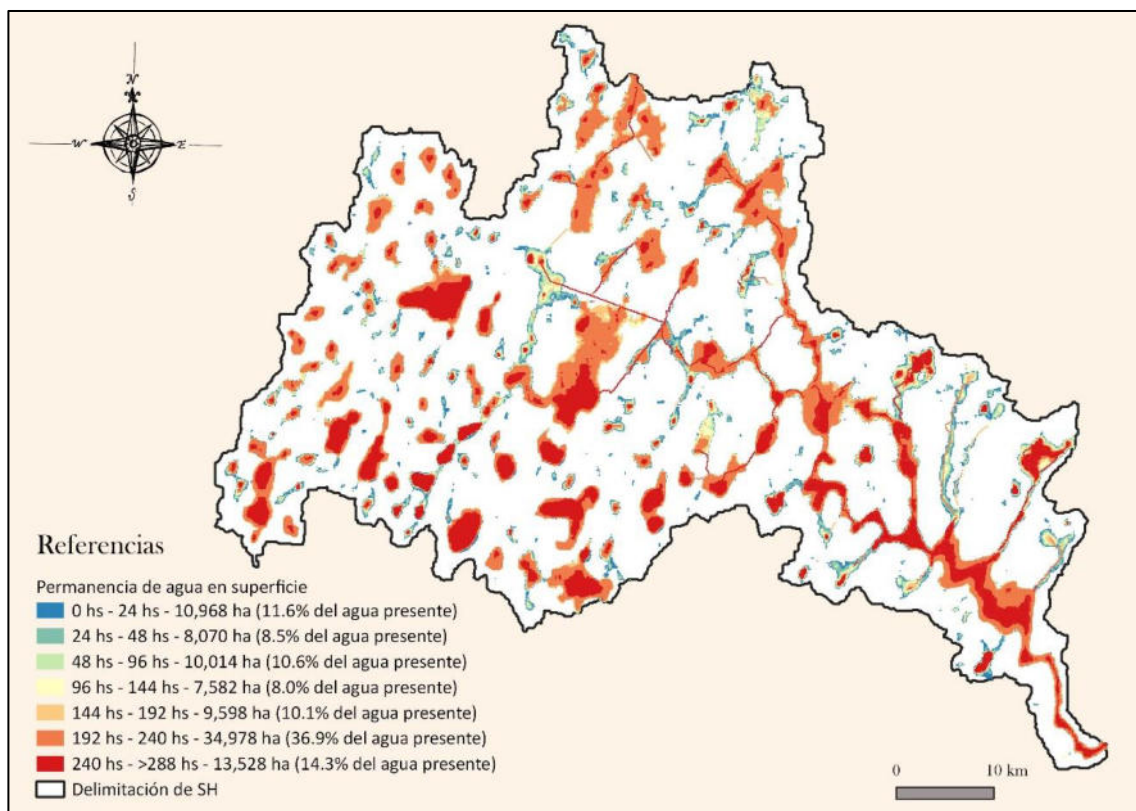 N
W
E
S
Referencias
Permanencia de agua en superficie
0 hs - 24 hs - 10,968 ha (11.6% del agua presente)
24 hs - 48 hs - 8,070 ha (8.5% del agua presente)
48 hs - 96 hs - 10,014 ha (10.6% del agua presente)
96 hs - 144 hs - 7,582 ha (8.0% del agua presente)
144 hs - 192 hs - 9,598 ha (10.1% del agua presente)
192 hs - 240 hs - 34,978 ha (36.9% del agua presente)
240 hs - >288 hs - 13,528 ha (14.3% del agua presente)
Delimitación de SH
0 10 km